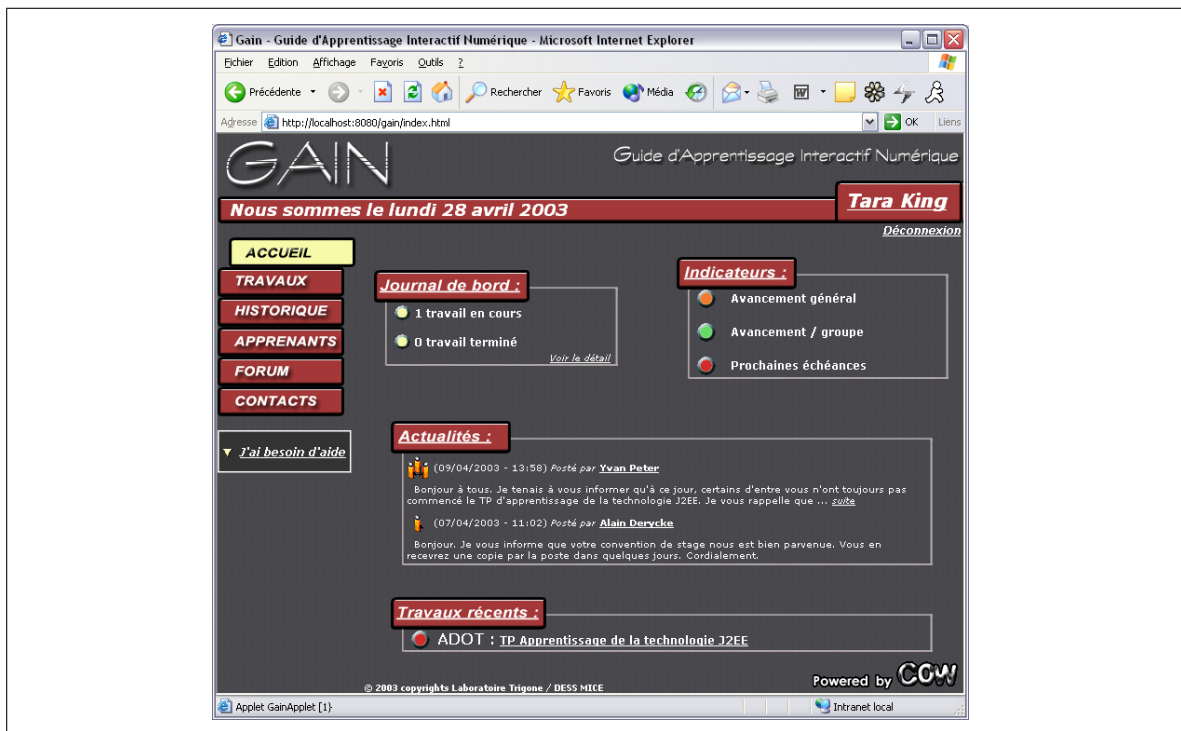 Gain - Guide d'Apprentissage Interactif Numérique - Microsoft Internet Explorer
Fichier Edition Affichage Favoris Outils ?
Précédente Rechercher Favoris Média
Adresse http://localhost:8080/gain/index.html OK Liens
GAIN
Guide d'Apprentissage Interactif Numérique
Nous sommes le lundi 28 avril 2003
Tara King
Déconnexion
ACCUEIL
TRAVAUX
HISTORIQUE
APPRENANTS
FORUM
CONTACTS
J'ai besoin d'aide
Journal de bord :
1 travail en cours
0 travail terminé
Voir le détail
Indicateurs :
Avancement général
Avancement / groupe
Prochaines échéances
Actualités :
(09/04/2003 - 13:58) Posté par Yvan Peter
Bonjour à tous. Je tenais à vous informer qu'à ce jour, certains d'entre vous n'ont toujours pas
commencé le TP d'apprentissage de la technologie J2EE. Je vous rappelle que ... suite
(07/04/2003 - 11:02) Posté par Alain Derycke
Bonjour. Je vous informe que votre convention de stage nous est bien parvenue. Vous en
recevrez une copie par la poste dans quelques jours. Cordialement.
Travaux récents :
ADOT : TP Apprentissage de la technologie J2EE
© 2003 copyrights Laboratoire Trigone / DESS MICE
Powered by COW
Applet GainApplet [1}
Intranet local